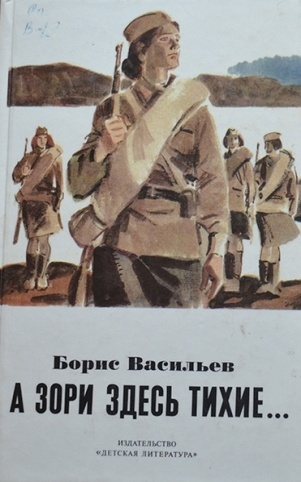 Борис Васильев
А ЗОРИ ЗДЕСЬ ТИХИЕ...
ИЗДАТЕЛЬСТВО
«ДЕТСКАЯ ЛИТЕРАТУРА»